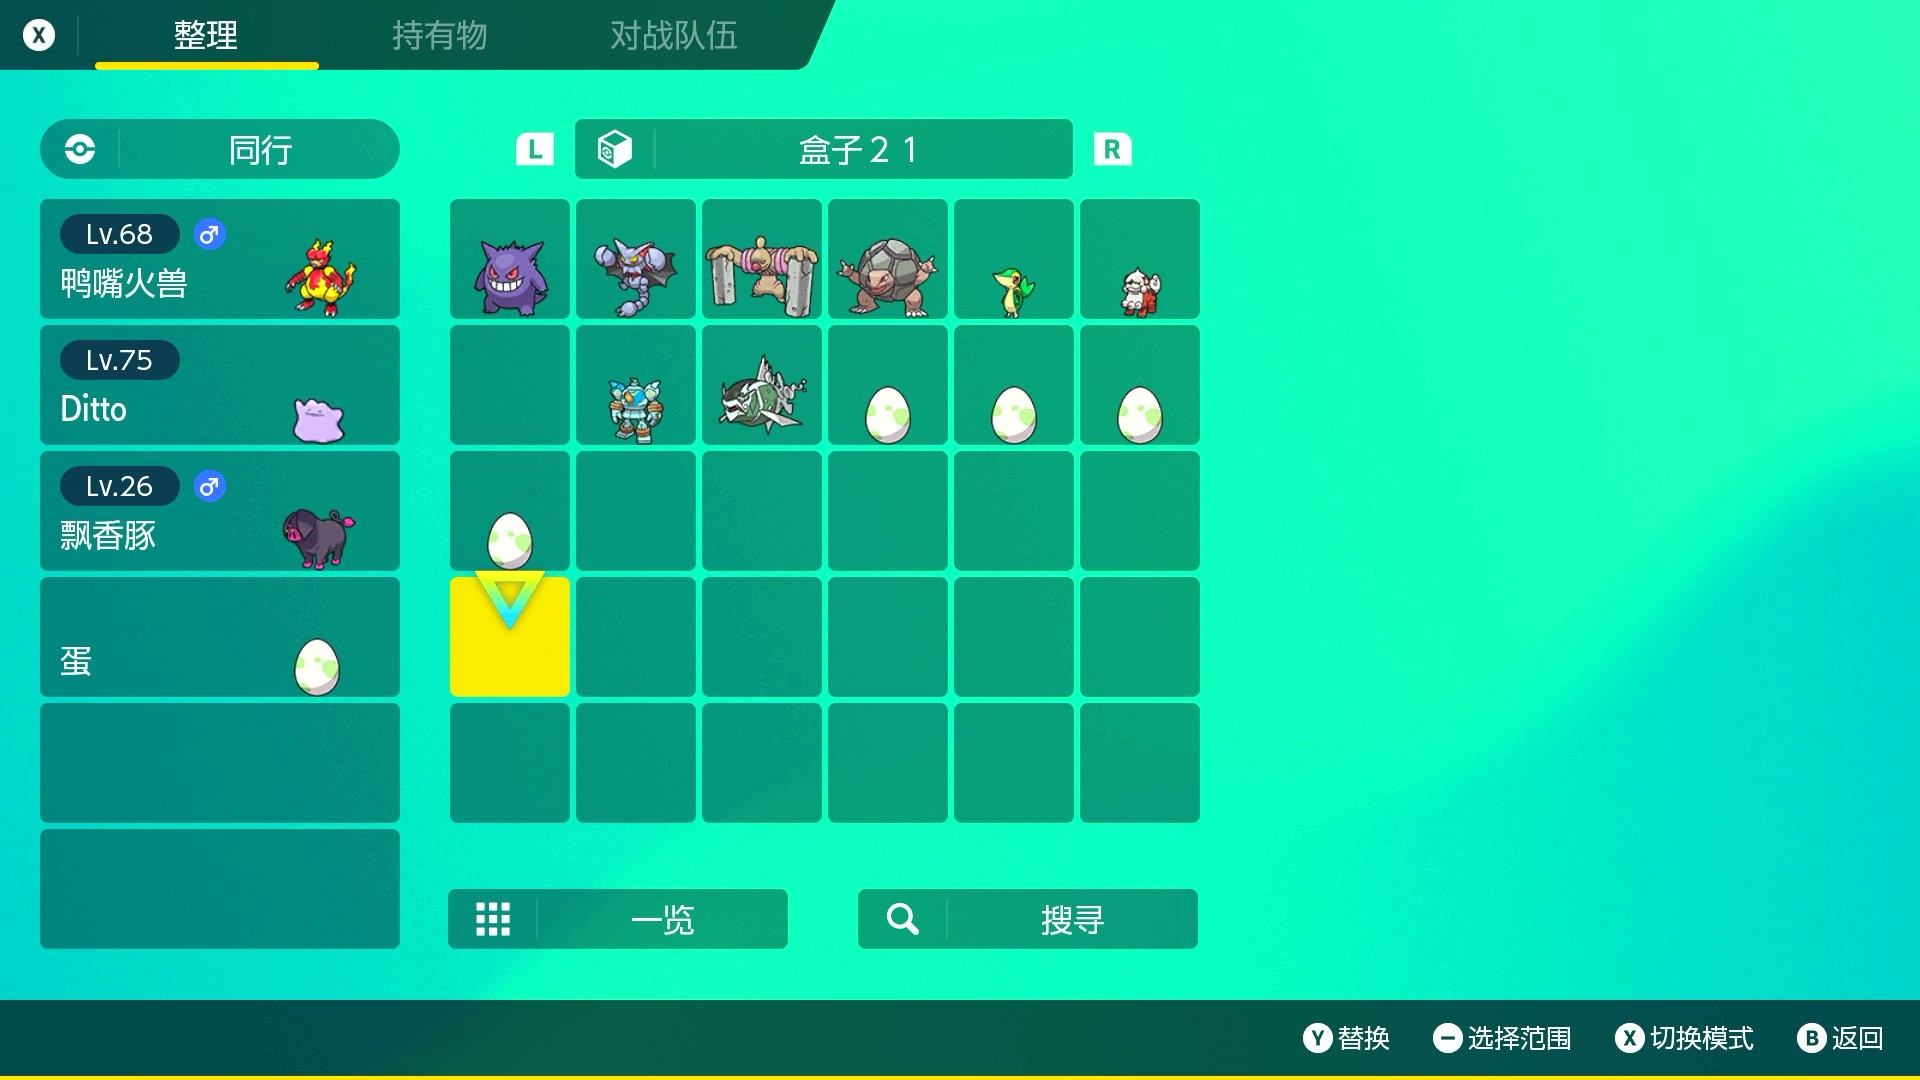 X 整理 持有物 对战队伍
同行
L 盒子２１ R
Lv.68 ♂
鸭嘴火兽
Lv.75
Ditto
Lv.26 ♂
飘香豚
蛋
一览 搜寻
Y 替换 − 选择范围 X 切换模式 B 返回